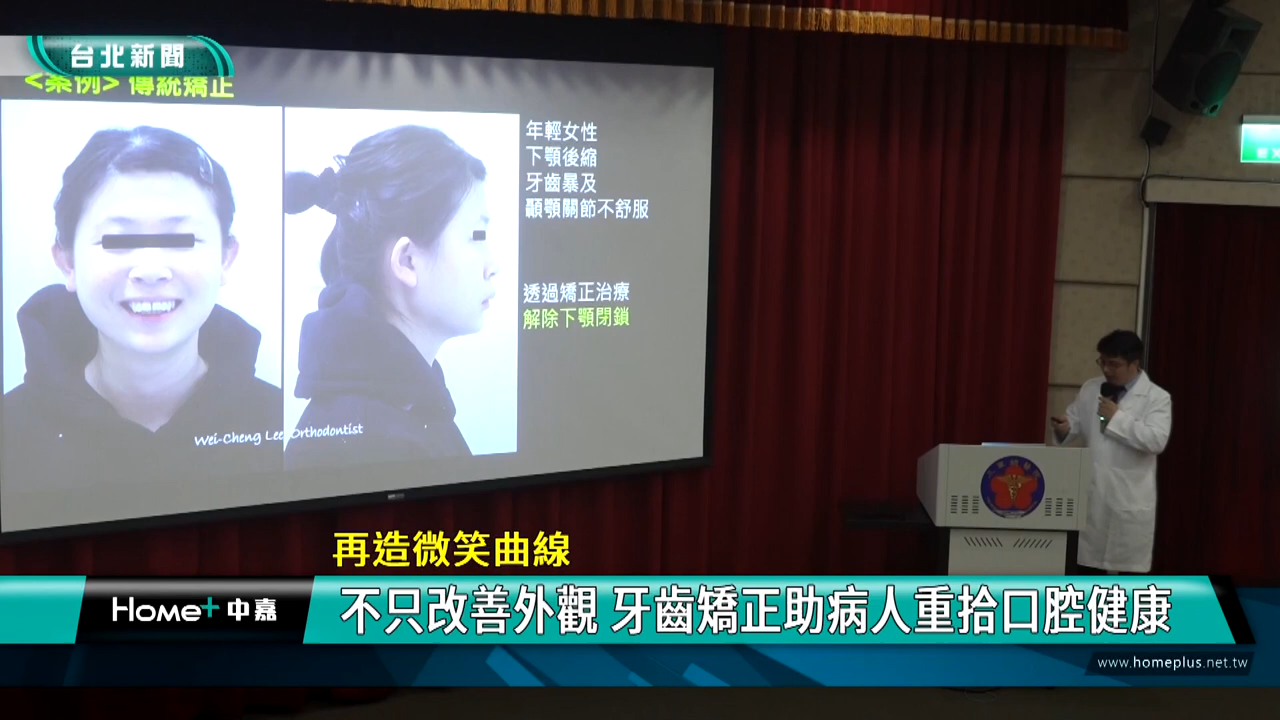 台北新聞
<案例> 傳統矯正
年輕女性
下顎後縮
牙齒暴及
顳顎關節不舒服
透過矯正治療
解除下顎閉鎖
Wei-Cheng Lee Orthodontist
再造微笑曲線
Home+ 中嘉
不只改善外觀 牙齒矯正助病人重拾口腔健康
www.homeplus.net.tw